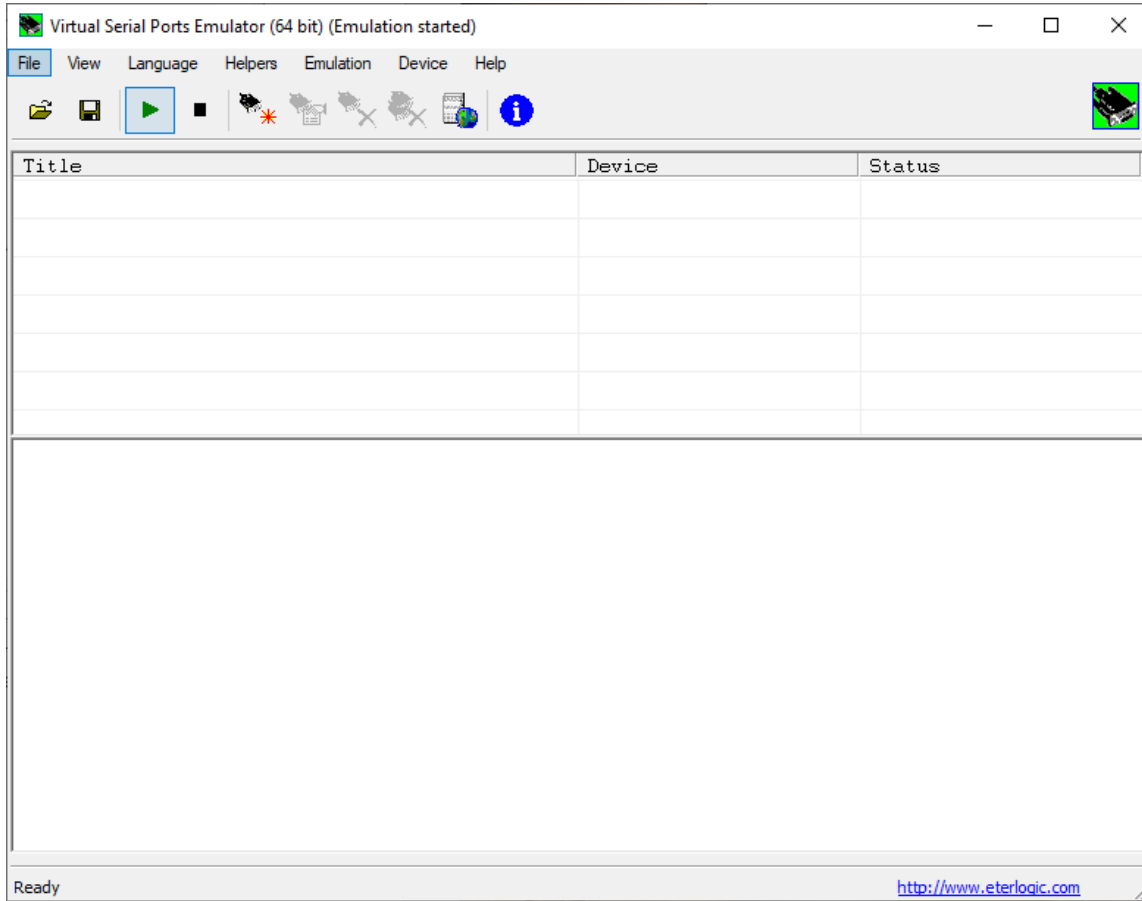 Virtual Serial Ports Emulator (64 bit) (Emulation started)
File View Language Helpers Emulation Device Help
Title Device Status
Ready http://www.eterlogic.com